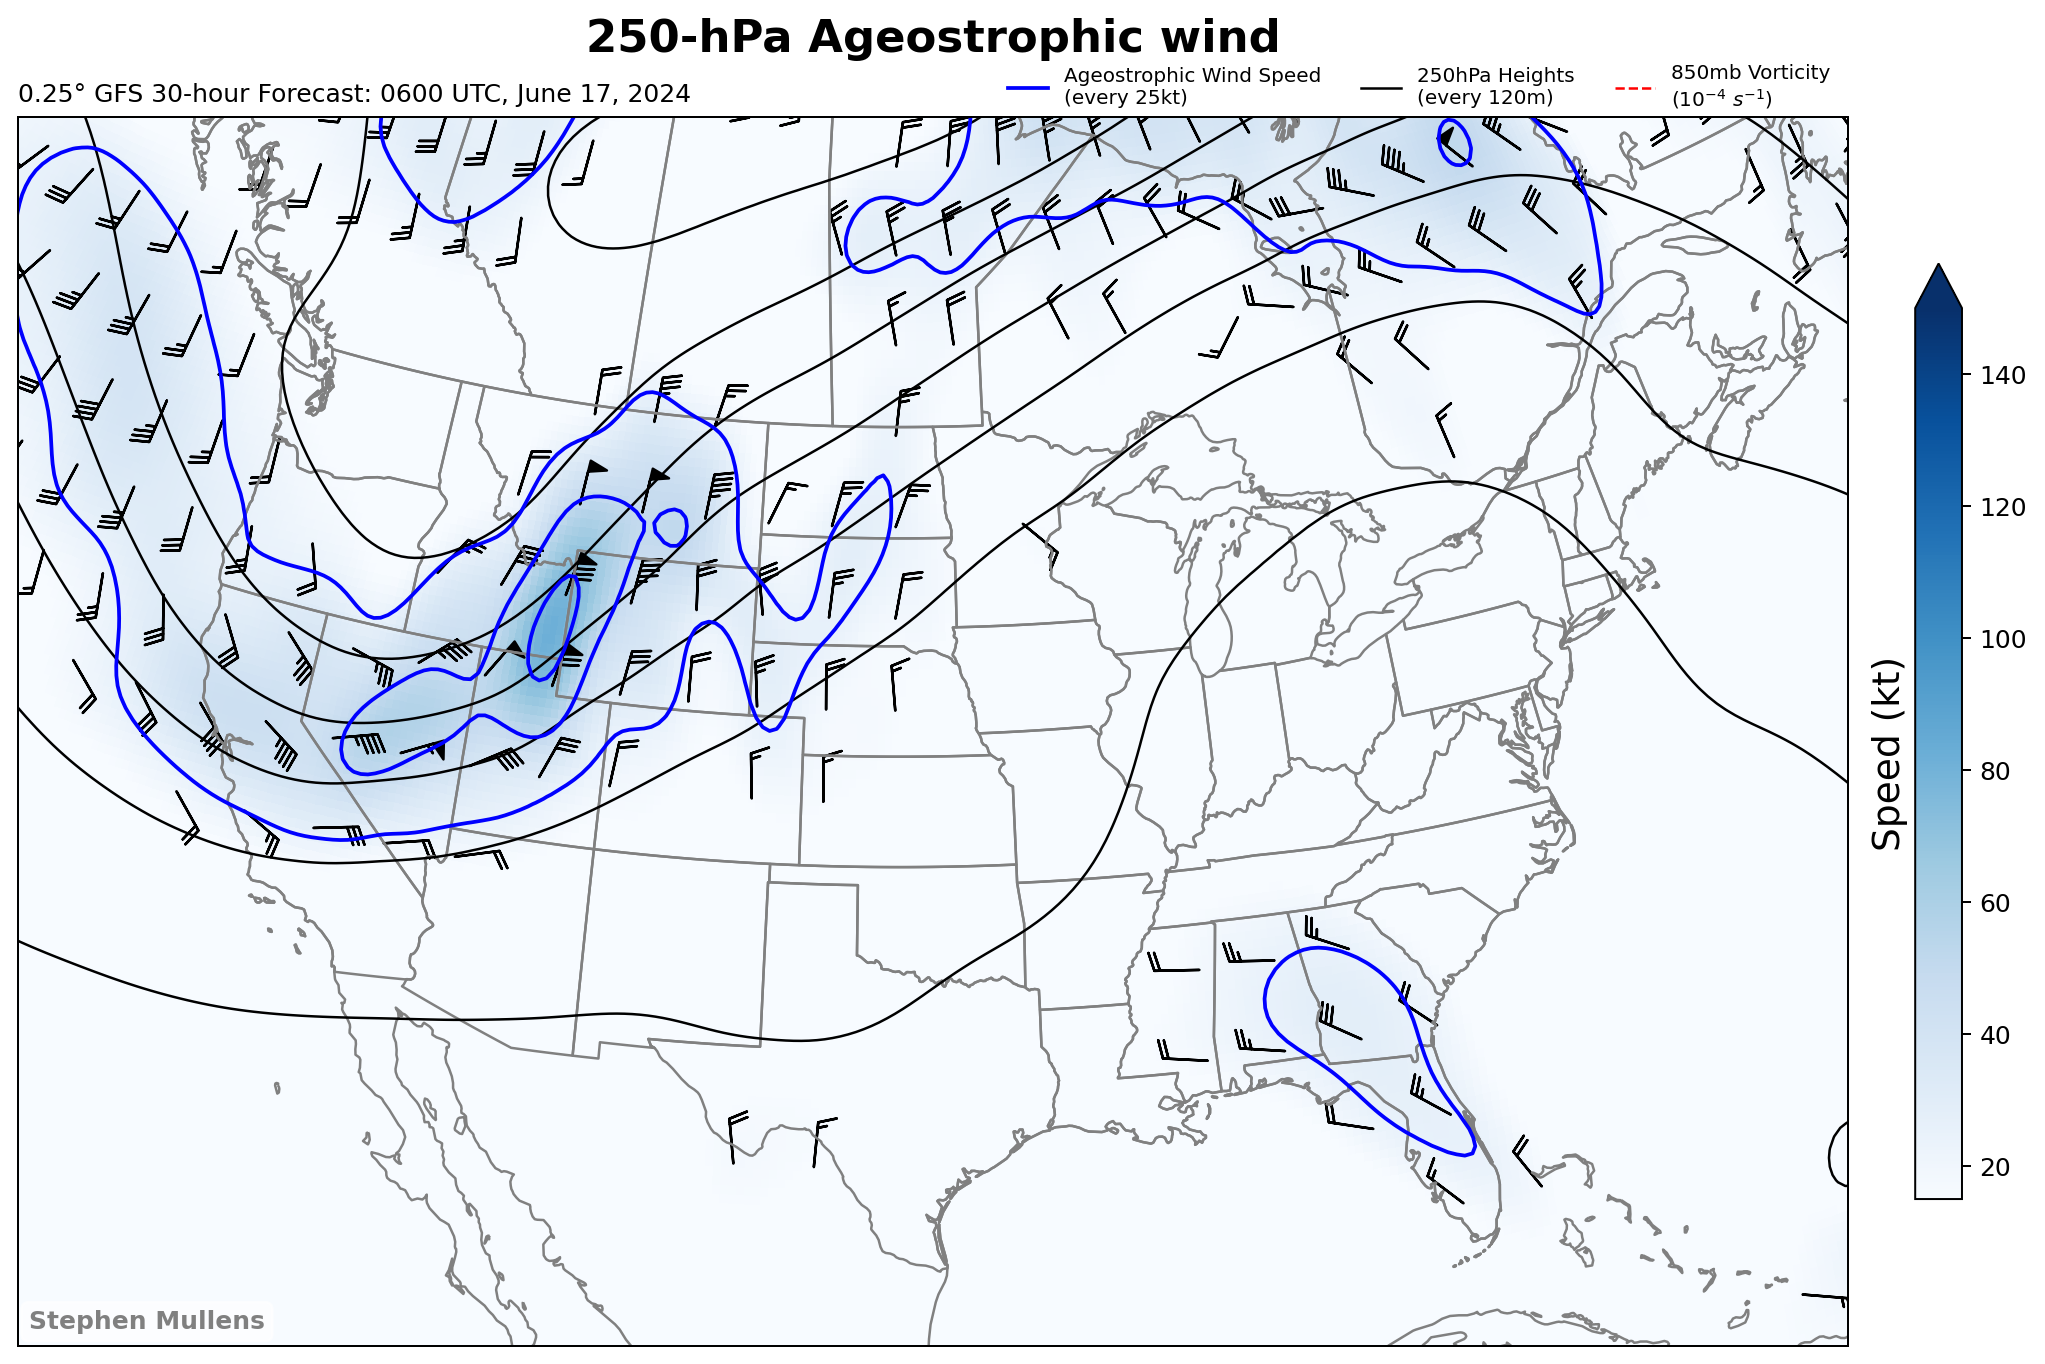 250-hPa Ageostrophic wind
0.25° GFS 30-hour Forecast: 0600 UTC, June 17, 2024
Ageostrophic Wind Speed
(every 25kt)
250hPa Heights
(every 120m)
850mb Vorticity
(10⁻⁴ s⁻¹)
140
120
100
80
60
40
20
Speed (kt)
Stephen Mullens